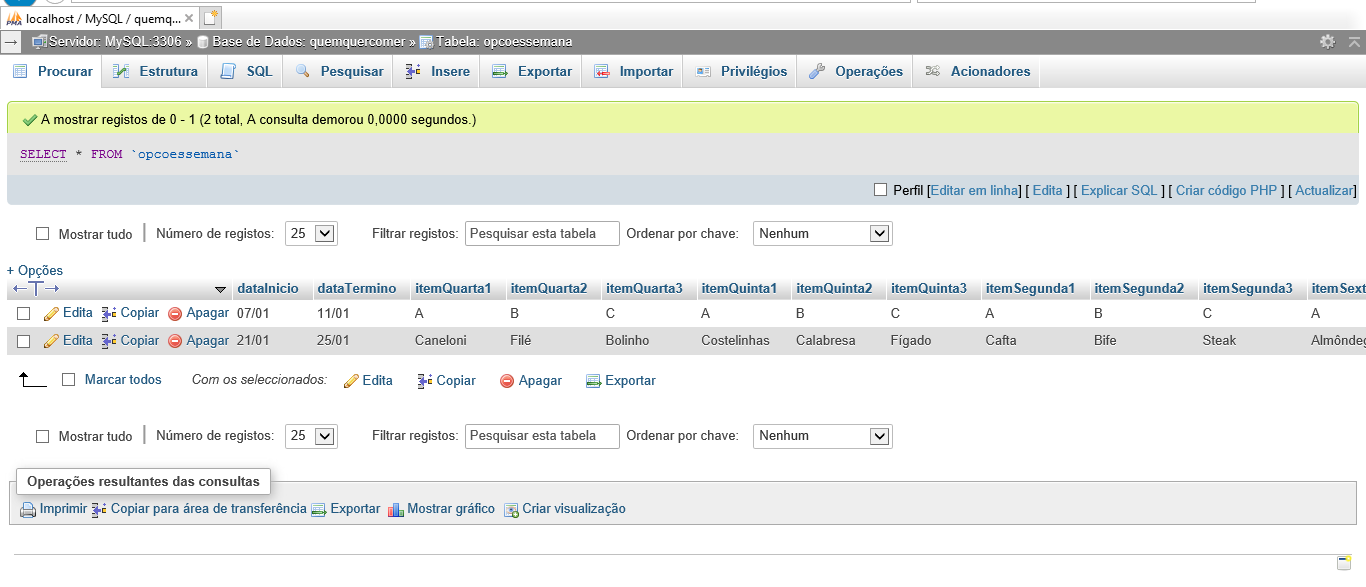 localhost / MySQL / quemq...
Servidor: MySQL:3306 » Base de Dados: quemquercomer » Tabela: opcoessemana
Procurar Estrutura SQL Pesquisar Insere Exportar Importar Privilégios Operações Acionadores
A mostrar registos de 0 - 1 (2 total, A consulta demorou 0,0000 segundos.)
SELECT * FROM `opcoessemana`
Perfil [Editar em linha] [ Edita ] [ Explicar SQL ] [ Criar código PHP ] [ Actualizar]
Mostrar tudo | Número de registos: 25 Filtrar registos: Pesquisar esta tabela Ordenar por chave: Nenhum
+ Opções
←T→ dataInicio dataTermino itemQuarta1 itemQuarta2 itemQuarta3 itemQuinta1 itemQuinta2 itemQuinta3 itemSegunda1 itemSegunda2 itemSegunda3 itemSext
Edita Copiar Apagar 07/01 11/01 A B C A B C A B C A
Edita Copiar Apagar 21/01 25/01 Caneloni Filé Bolinho Costelinhas Calabresa Fígado Cafta Bife Steak Almôndeg
Marcar todos Com os seleccionados: Edita Copiar Apagar Exportar
Mostrar tudo | Número de registos: 25 Filtrar registos: Pesquisar esta tabela Ordenar por chave: Nenhum
Operações resultantes das consultas
Imprimir Copiar para área de transferência Exportar Mostrar gráfico Criar visualização